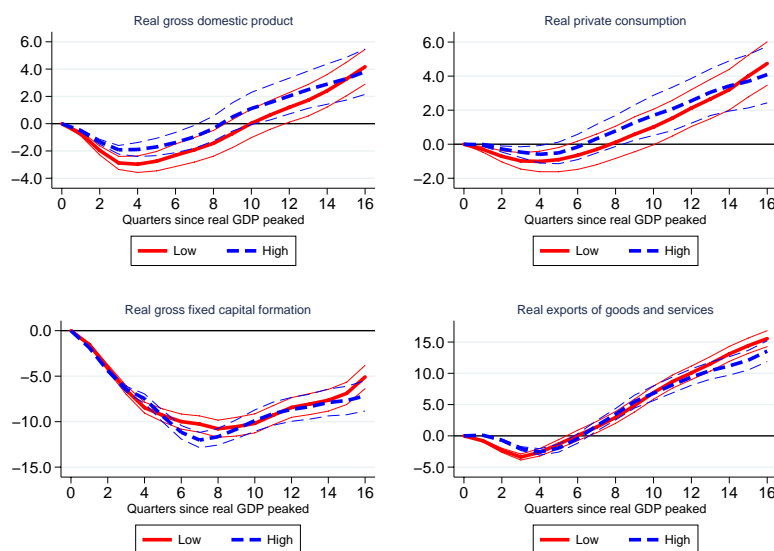 Real gross domestic product
6.0
4.0
2.0
0.0
−2.0
−4.0
0 2 4 6 8 10 12 14 16
Quarters since real GDP peaked
Low High
Real private consumption
6.0
4.0
2.0
0.0
−2.0
0 2 4 6 8 10 12 14 16
Quarters since real GDP peaked
Low High
Real gross fixed capital formation
0.0
−5.0
−10.0
−15.0
0 2 4 6 8 10 12 14 16
Quarters since real GDP peaked
Low High
Real exports of goods and services
15.0
10.0
5.0
0.0
−5.0
0 2 4 6 8 10 12 14 16
Quarters since real GDP peaked
Low High